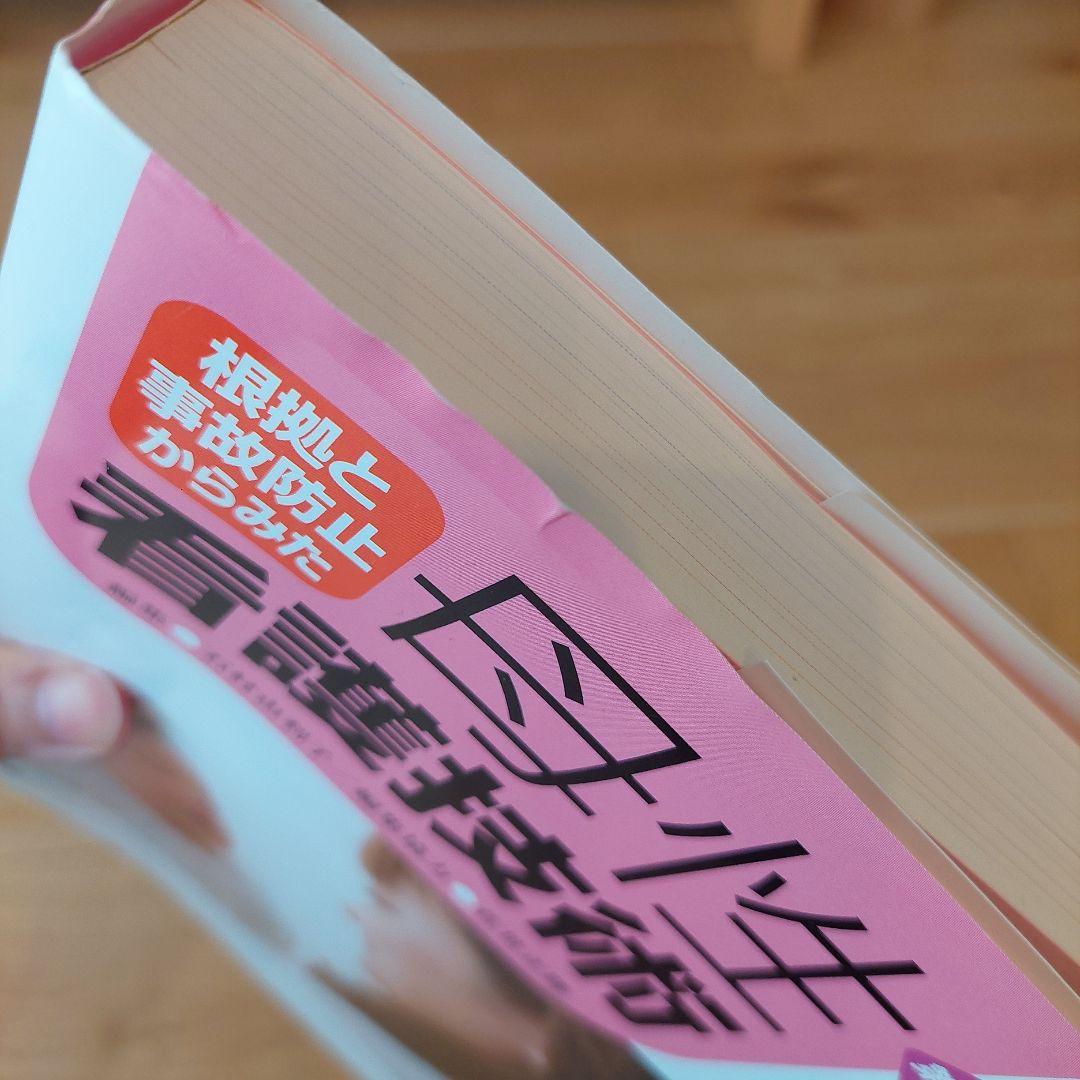 根拠と
事故防止
からみた
母性
看護技術